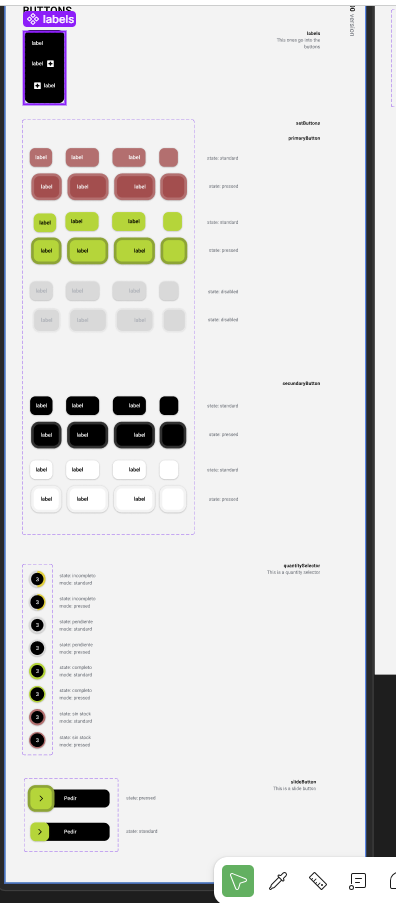 BUTTONS
labels
label
label
label
labels
This ones go into the
buttons
setButtons
primaryButton
label label label
state: standard
label label label
state: pressed
label label label
state: standard
label label label
state: pressed
label label label
state: disabled
label label label
state: disabled
secundaryButton
label label label
state: standard
label label label
state: pressed
label label label
state: standard
label label label
state: pressed
quantitySelector
This is a quantity selector
3
state: incompleto
mode: standard
3
state: incompleto
mode: pressed
3
state: pendiente
mode: standard
3
state: pendiente
mode: pressed
3
state: completo
mode: standard
3
state: completo
mode: pressed
3
state: sin stock
mode: standard
3
state: sin stock
mode: pressed
slideButton
This is a slide button
Pedir
state: pressed
Pedir
state: standard